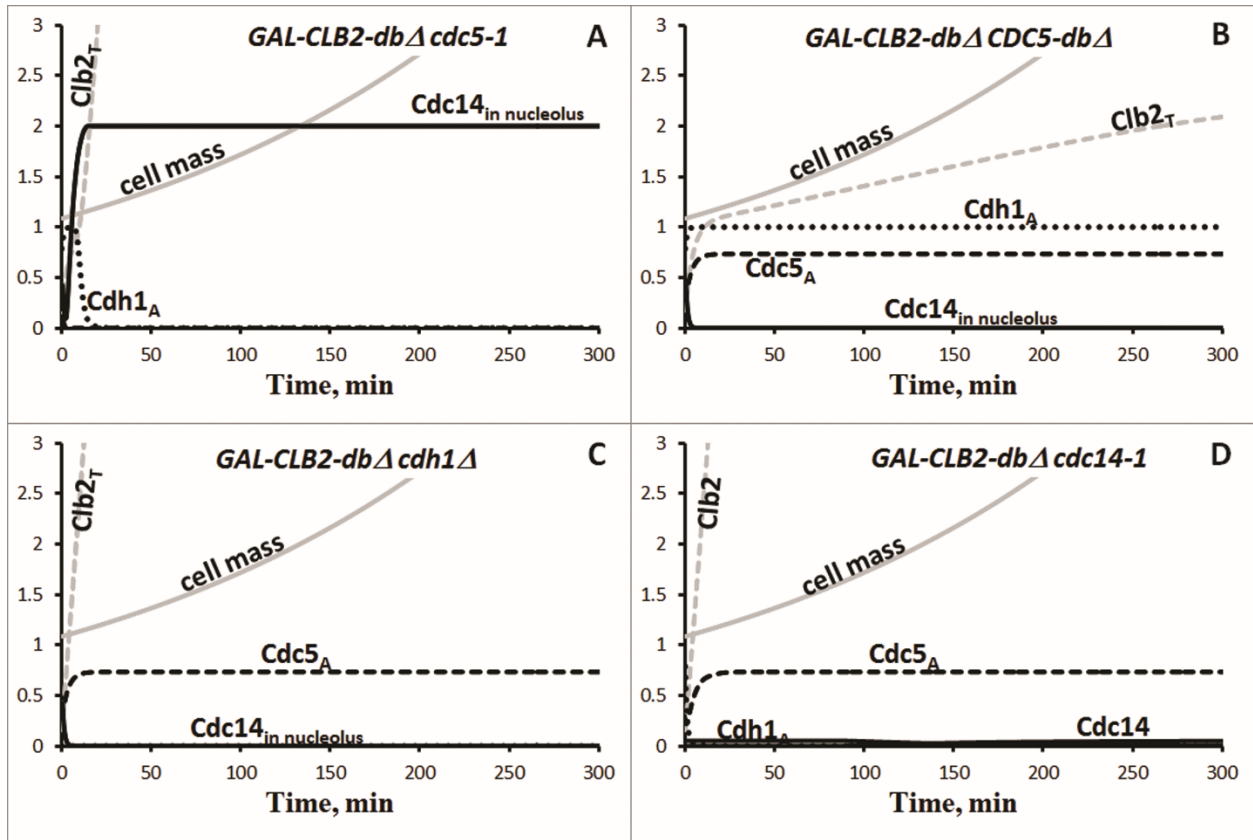 GAL-CLB2-dbΔ cdc5-1 A
3
2.5
2
1.5
1
0.5
0
Clb2T
Cdc14in nucleolus
cell mass
Cdh1A
0 50 100 150 200 250 300
Time, min
GAL-CLB2-dbΔ CDC5-dbΔ B
3
2.5
2
1.5
1
0.5
0
cell mass
Clb2T
Cdh1A
Cdc5A
Cdc14in nucleolus
0 50 100 150 200 250 300
Time, min
GAL-CLB2-dbΔ cdh1Δ C
3
2.5
2
1.5
1
0.5
0
Clb2T
cell mass
Cdc5A
Cdc14in nucleolus
0 50 100 150 200 250 300
Time, min
GAL-CLB2-dbΔ cdc14-1 D
3
2.5
2
1.5
1
0.5
0
Clb2
cell mass
Cdc5A
Cdh1A Cdc14
0 50 100 150 200 250 300
Time, min